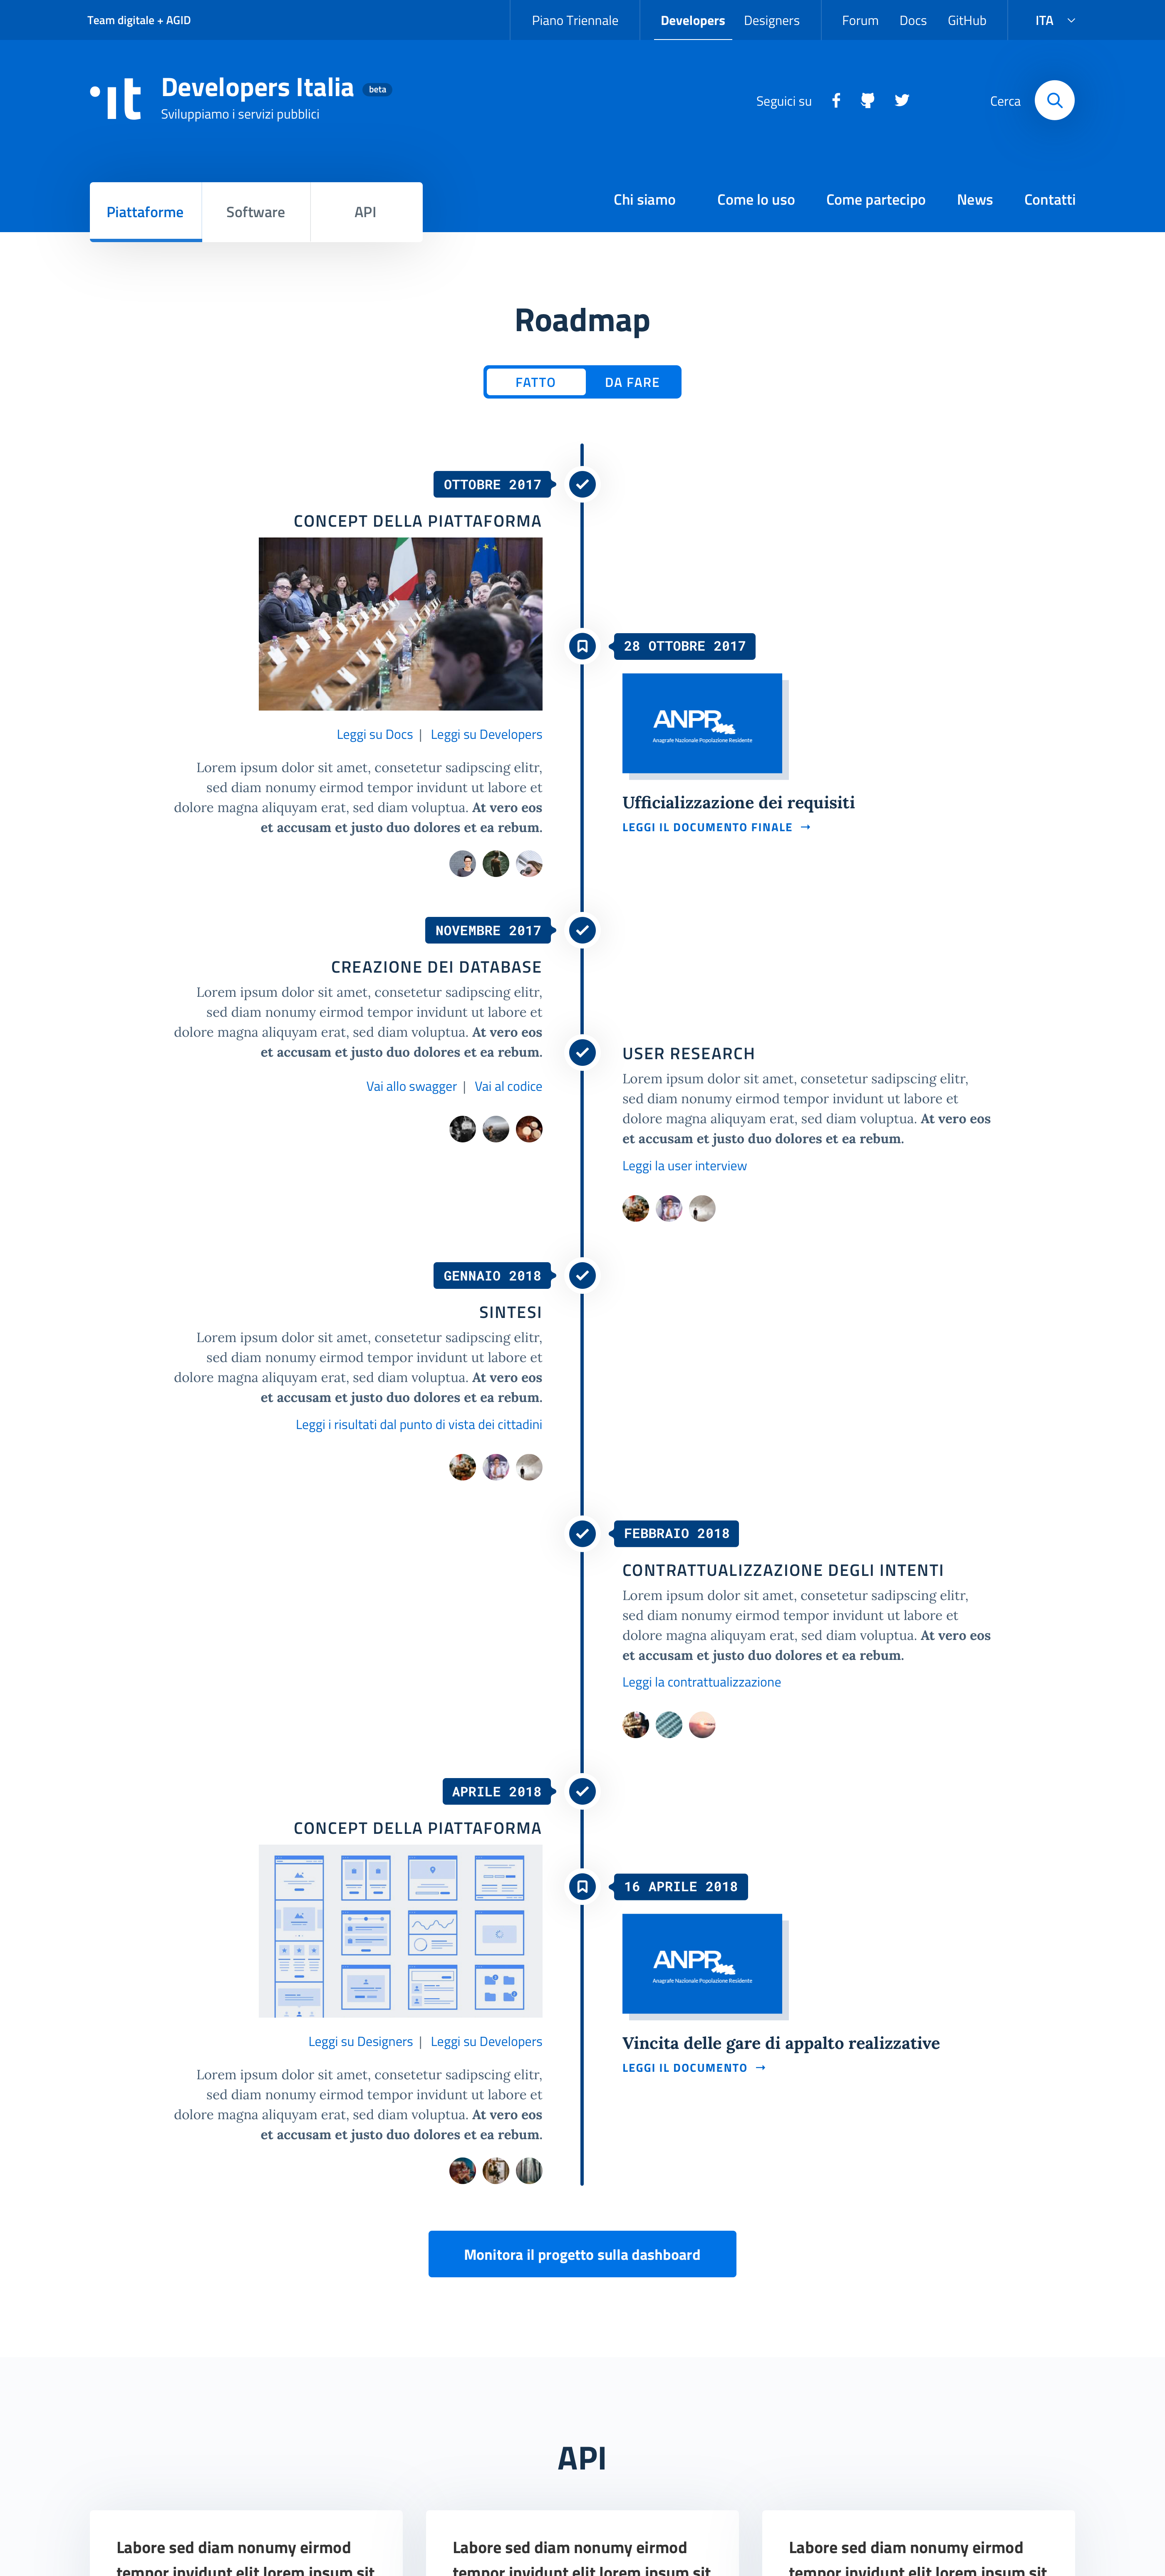 Team digitale + AGID
Piano Triennale
Developers
Designers
Forum
Docs
GitHub
ITA
it
Developers Italia beta
Sviluppiamo i servizi pubblici
Seguici su
Cerca
Piattaforme
Software
API
Chi siamo
Come lo uso
Come partecipo
News
Contatti
Roadmap
FATTO
DA FARE
OTTOBRE 2017
CONCEPT DELLA PIATTAFORMA
Leggi su Docs | Leggi su Developers
Lorem ipsum dolor sit amet, consetetur sadipscing elitr,
sed diam nonumy eirmod tempor invidunt ut labore et
dolore magna aliquyam erat, sed diam voluptua. At vero eos
et accusam et justo duo dolores et ea rebum.
28 OTTOBRE 2017
ANPR
Anagrafe Nazionale Popolazione Residente
Ufficializzazione dei requisiti
LEGGI IL DOCUMENTO FINALE →
NOVEMBRE 2017
CREAZIONE DEI DATABASE
Lorem ipsum dolor sit amet, consetetur sadipscing elitr,
sed diam nonumy eirmod tempor invidunt ut labore et
dolore magna aliquyam erat, sed diam voluptua. At vero eos
et accusam et justo duo dolores et ea rebum.
Vai allo swagger | Vai al codice
USER RESEARCH
Lorem ipsum dolor sit amet, consetetur sadipscing elitr,
sed diam nonumy eirmod tempor invidunt ut labore et
dolore magna aliquyam erat, sed diam voluptua. At vero eos
et accusam et justo duo dolores et ea rebum.
Leggi la user interview
GENNAIO 2018
SINTESI
Lorem ipsum dolor sit amet, consetetur sadipscing elitr,
sed diam nonumy eirmod tempor invidunt ut labore et
dolore magna aliquyam erat, sed diam voluptua. At vero eos
et accusam et justo duo dolores et ea rebum.
Leggi i risultati dal punto di vista dei cittadini
FEBBRAIO 2018
CONTRATTUALIZZAZIONE DEGLI INTENTI
Lorem ipsum dolor sit amet, consetetur sadipscing elitr,
sed diam nonumy eirmod tempor invidunt ut labore et
dolore magna aliquyam erat, sed diam voluptua. At vero eos
et accusam et justo duo dolores et ea rebum.
Leggi la contrattualizzazione
APRILE 2018
CONCEPT DELLA PIATTAFORMA
Leggi su Designers | Leggi su Developers
Lorem ipsum dolor sit amet, consetetur sadipscing elitr,
sed diam nonumy eirmod tempor invidunt ut labore et
dolore magna aliquyam erat, sed diam voluptua. At vero eos
et accusam et justo duo dolores et ea rebum.
16 APRILE 2018
ANPR
Anagrafe Nazionale Popolazione Residente
Vincita delle gare di appalto realizzative
LEGGI IL DOCUMENTO →
Monitora il progetto sulla dashboard
API
Labore sed diam nonumy eirmod
tempor invidunt elit lorem ipsum sit
Labore sed diam nonumy eirmod
tempor invidunt elit lorem ipsum sit
Labore sed diam nonumy eirmod
tempor invidunt elit lorem ipsum sit